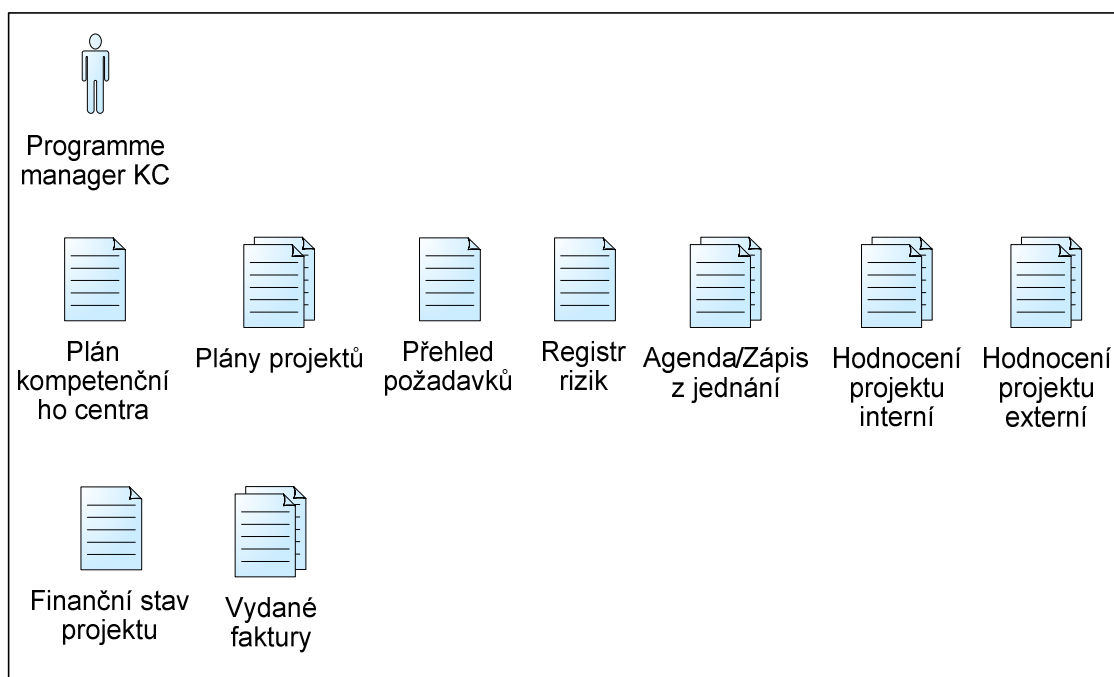 Programme
manager KC
Plán
kompetenční
ho centra
Plány projektů
Přehled
požadavků
Registr
rizik
Agenda/Zápis
z jednání
Hodnocení
projektu
interní
Hodnocení
projektu
externí
Finanční stav
projektu
Vydané
faktury